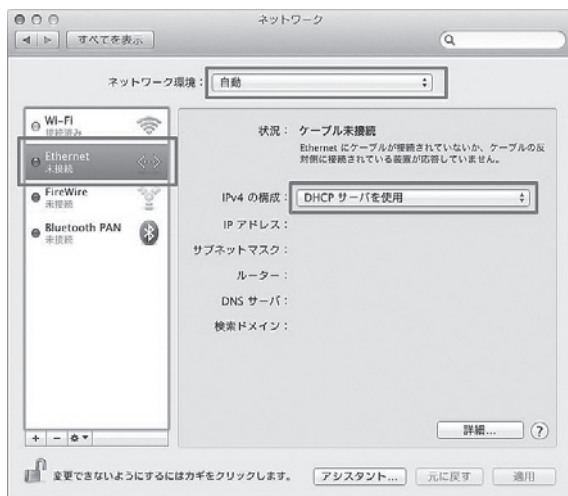 ネットワーク
すべてを表示
ネットワーク環境： 自動
Wi-Fi
接続済み
Ethernet
未接続
FireWire
未接続
Bluetooth PAN
未接続
状況： ケーブル未接続
Ethernet にケーブルが接続されていないか、ケーブルの反
対側に接続されている装置が応答していません。
IPv4 の構成： DHCP サーバを使用
IP アドレス：
サブネットマスク：
ルーター：
DNS サーバ：
検索ドメイン：
詳細... ?
+ −
変更できないようにするにはカギをクリックします。
アシスタント... 元に戻す 適用